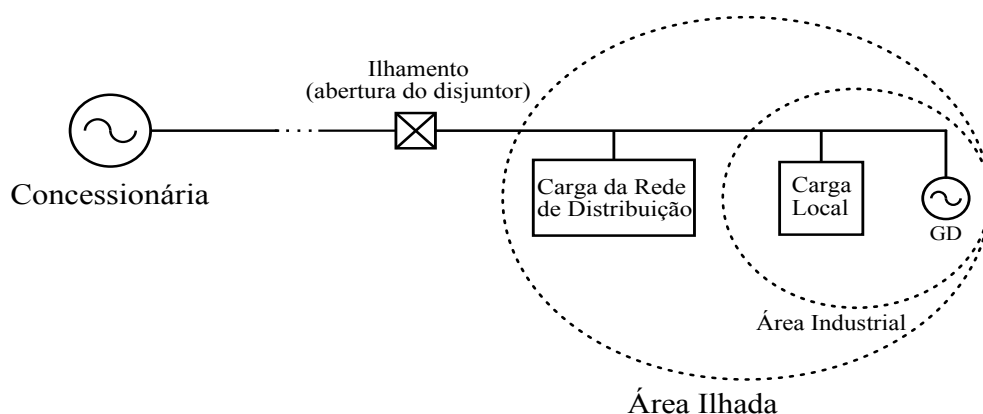 Ilhamento
(abertura do disjuntor)
Concessionária
Carga da Rede
de Distribuição
Carga
Local
GD
Área Industrial
Área Ilhada